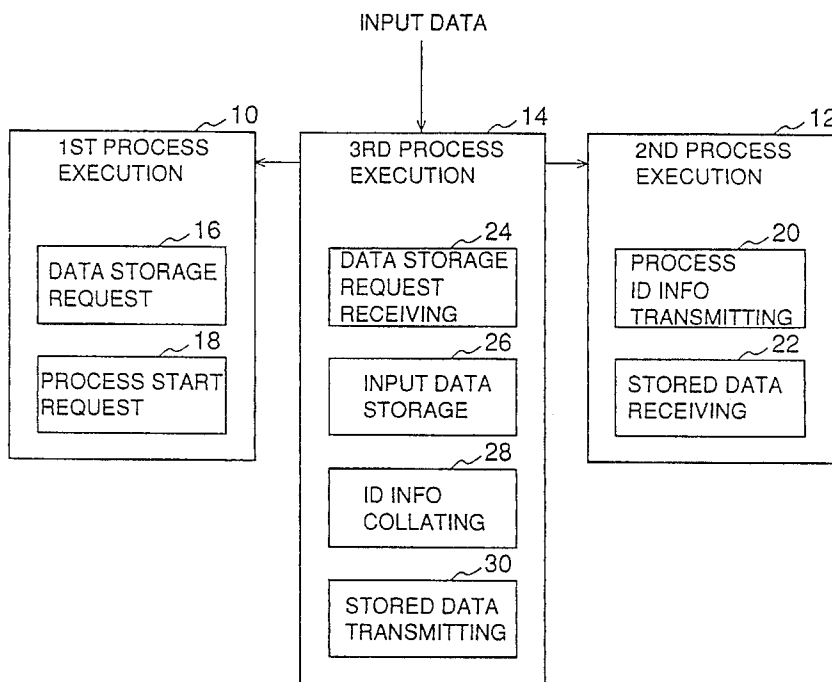 INPUT DATA
10
1ST PROCESS
EXECUTION
16
DATA STORAGE
REQUEST
18
PROCESS START
REQUEST
14
3RD PROCESS
EXECUTION
24
DATA STORAGE
REQUEST
RECEIVING
26
INPUT DATA
STORAGE
28
ID INFO
COLLATING
30
STORED DATA
TRANSMITTING
12
2ND PROCESS
EXECUTION
20
PROCESS
ID INFO
TRANSMITTING
22
STORED DATA
RECEIVING